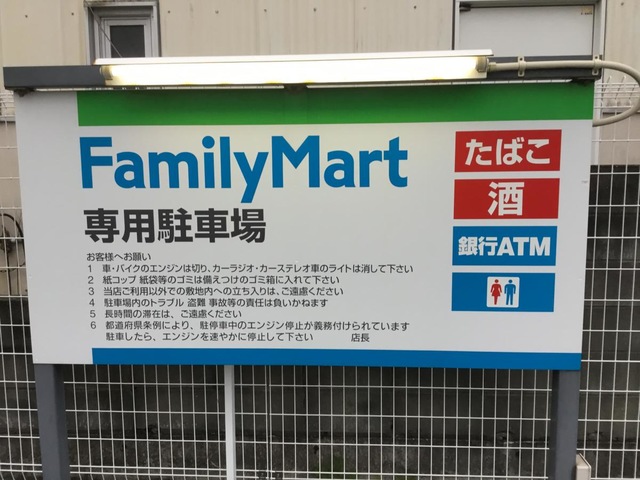 FamilyMart
専用駐車場
お客様へお願い
1 車・バイクのエンジンは切り、カーラジオ・カーステレオ車のライトは消して下さい
2 紙コップ 紙袋等のゴミは備えつけのゴミ箱に入れて下さい
3 当店ご利用以外での敷地内への立ち入りは、ご遠慮ください
4 駐車場内のトラブル 盗難 事故等の責任は負いかねます
5 長時間の滞在は、ご遠慮ください
6 都道府県条例により、駐停車中のエンジン停止が義務付けられています
駐車したら、エンジンを速やかに停止して下さい 店長
たばこ
酒
銀行ATM